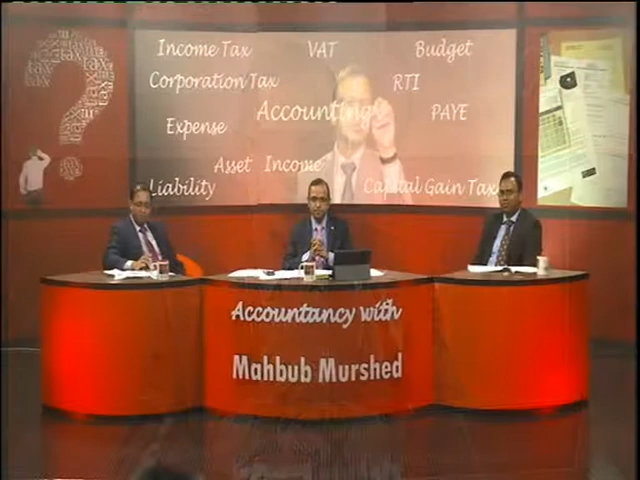 Income Tax VAT Budget
Corporation Tax RTI
Accounting PAYE
Expense
Asset Income
Liability Capital Gain Tax
Accountancy with
Mahbub Murshed